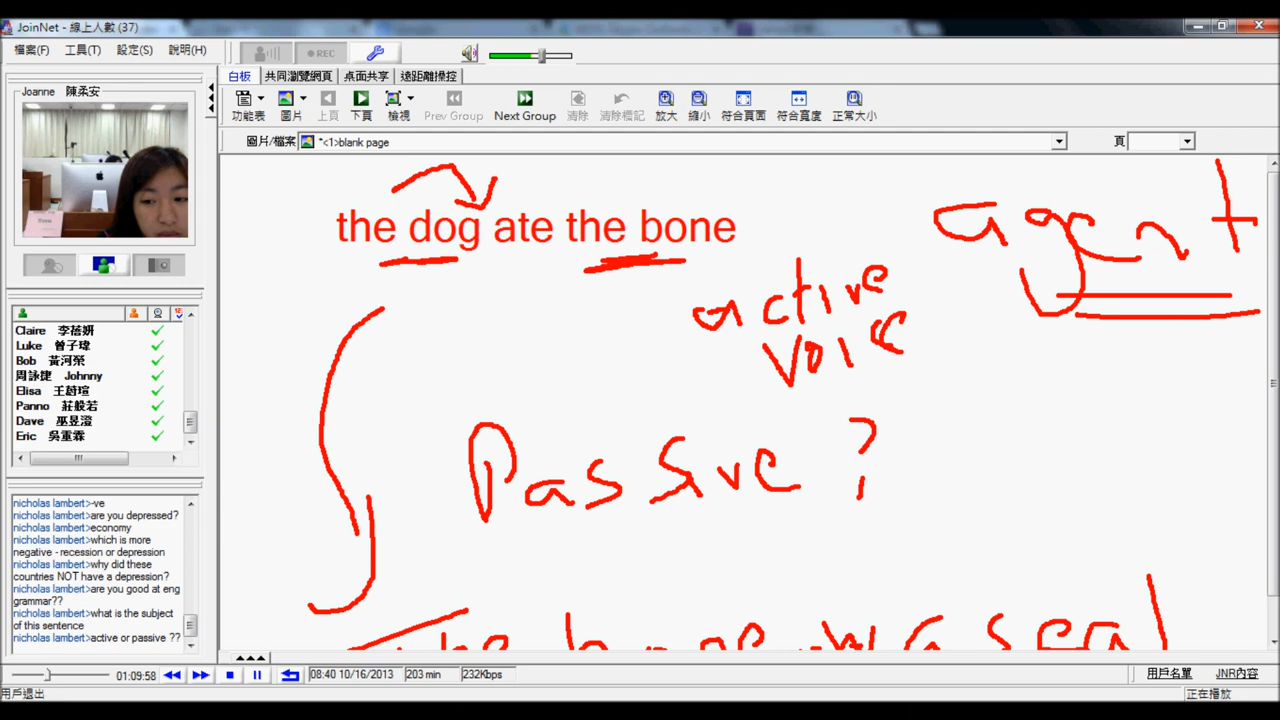 JoinNet - 線上人數 (37)
檔案(F) 工具(T) 設定(S) 說明(H)
REC
白板 共同瀏覽網頁 桌面共享 遠距離操控
Joanne 陳柔安
功能表 圖片 上頁 下頁 檢視 Prev Group Next Group 清除 清除標記 放大 縮小 符合頁面 符合寬度 正常大小
圖片/檔案 *<1>blank page 頁
the dog ate the bone
agent
active
voice
Passive ?
The bone was eat
Claire 李蓓妍
Luke 曾子瑋
Bob 黃河榮
周詠捷 Johnny
Elisa 王蔚瑄
Panno 莊般若
Dave 巫昱澄
Eric 吳重霖
nicholas lambert>-ve
nicholas lambert>are you depressed?
nicholas lambert>economy
nicholas lambert>which is more
negative - recession or depression
nicholas lambert>why did these
countries NOT have a depression?
nicholas lambert>are you good at eng
grammar??
nicholas lambert>what is the subject
of this sentence
nicholas lambert>active or passive ??
01:09:58 08:40 10/16/2013 203 min 232Kbps 用戶名單 JNR內容
用戶退出 正在播放